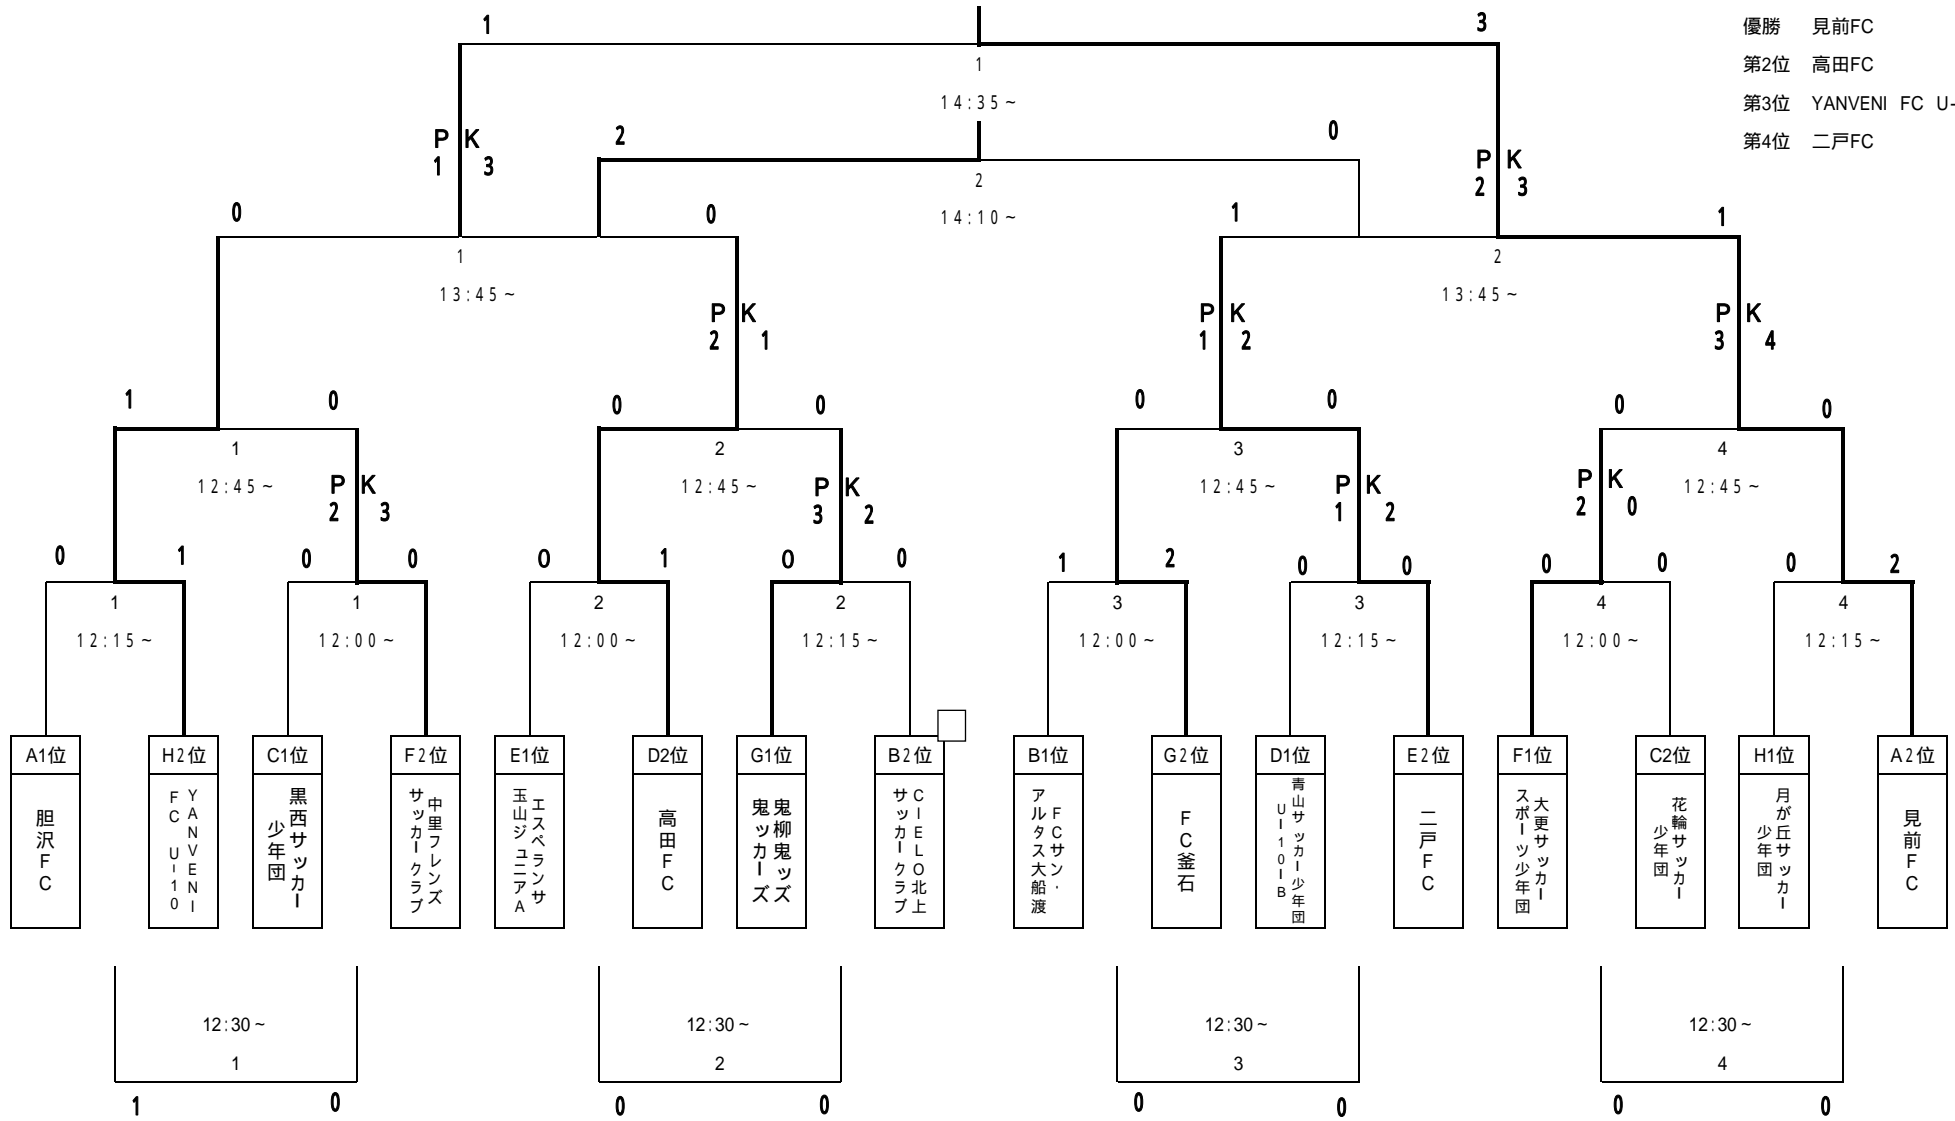 1 3
優勝 見前FC
1
第2位 高田FC
14:35~
第3位 YANVENI FC U-
PK 2 0
第4位 二戸FC
1 3
PK
2 3
2
0 0 14:10~ 1 1
1 2
13:45~ 13:45~
PK PK PK
2 1 1 2 3 4
1 0 0 0 0 0 0 0
1 2 3 4
12:45~ PK 12:45~ PK 12:45~ PK PK 12:45~
2 3 3 2 1 2 2 0
0 1 0 0 0 1 0 0 1 2 0 0 0 0 0 2
1 1 2 2 3 3 4 4
12:15~ 12:00~ 12:00~ 12:15~ 12:00~ 12:15~ 12:00~ 12:15~
A1位 H2位 C1位 F2位 E1位 D2位 G1位 B2位 B1位 G2位 D1位 E2位 F1位 C2位 H1位 A2位
胆沢FC
YANVENI
FC U-10
黒西サッカー
少年団
中里フレンズ
サッカークラブ
エスペランサ
玉山ジュニアA
高田FC
鬼柳鬼ッズ
鬼ッカーズ
CIELO北上
サッカークラブ
FCサン・
アルタス大船渡
FC釜石
青山サッカー少年団
U-10-B
二戸FC
大更サッカー
スポーツ少年団
花輪サッカー
少年団
月が丘サッカー
少年団
見前FC
12:30~ 12:30~ 12:30~ 12:30~
1 2 3 4
1 0 0 0 0 0 0 0